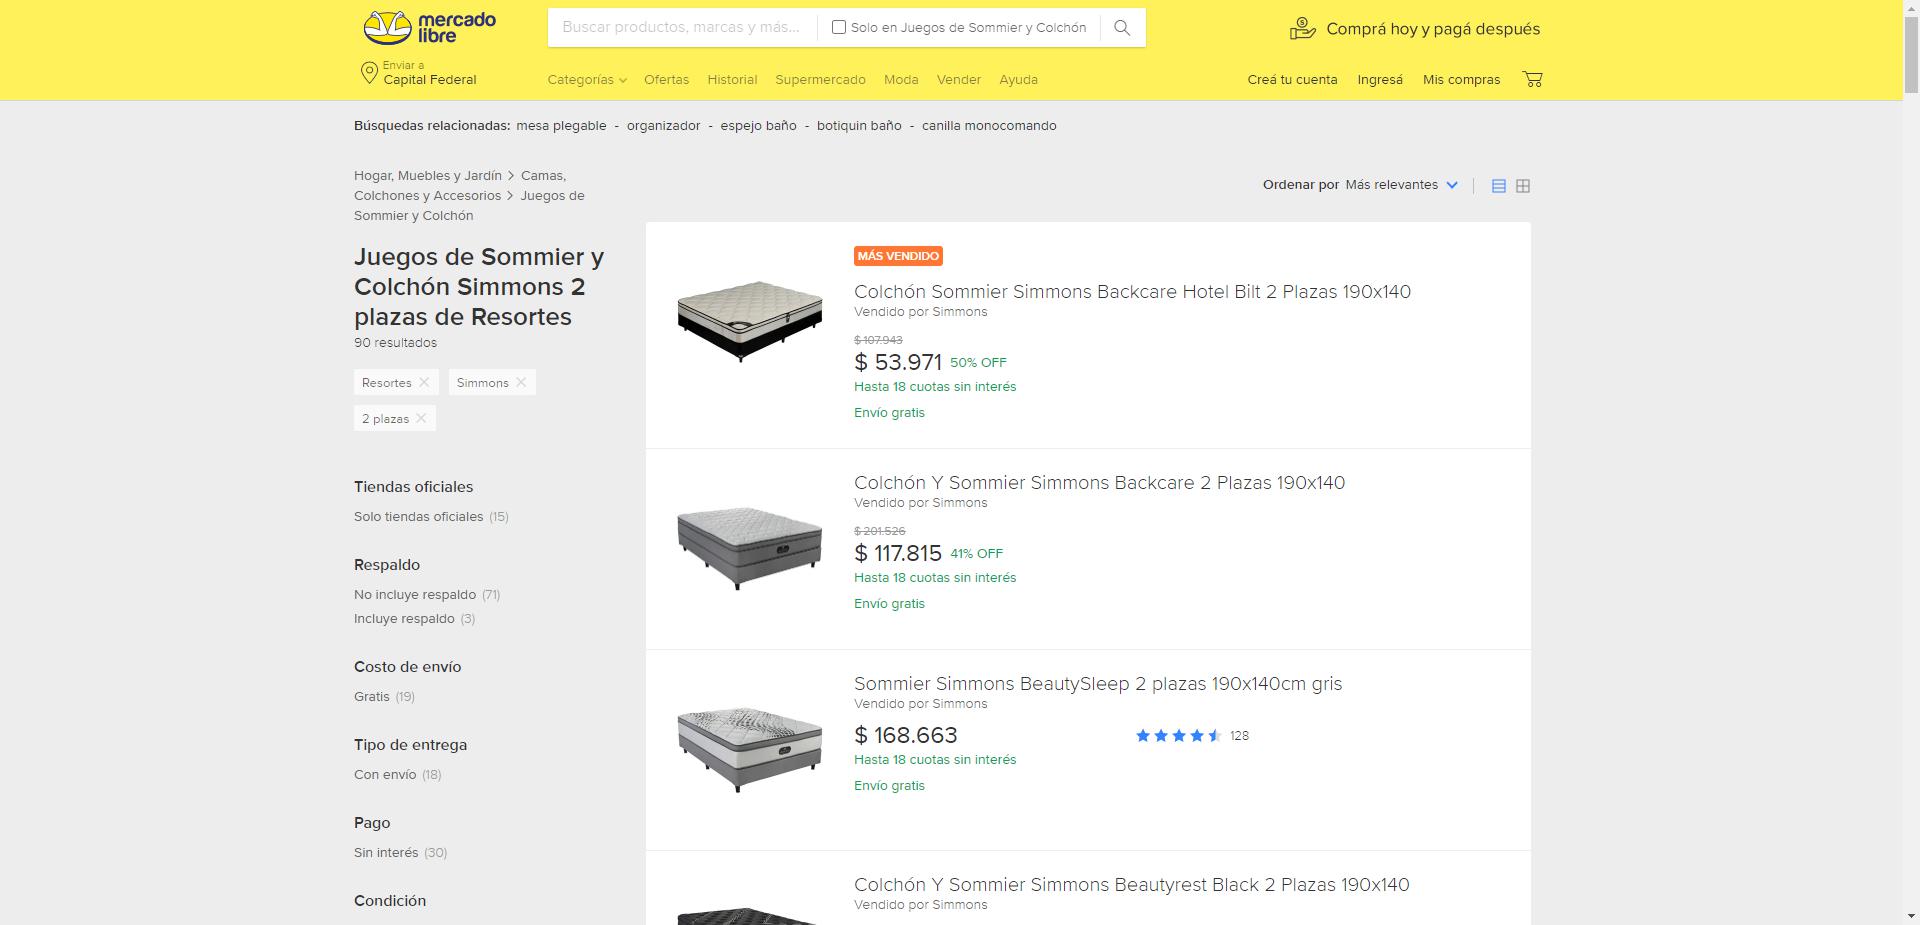 mercado
libre
Buscar productos, marcas y más...
Solo en Juegos de Sommier y Colchón
Comprá hoy y pagá después
Enviar a
Capital Federal
Categorías
Ofertas
Historial
Supermercado
Moda
Vender
Ayuda
Creá tu cuenta
Ingresá
Mis compras
Búsquedas relacionadas: mesa plegable - organizador - espejo baño - botiquin baño - canilla monocomando
Hogar, Muebles y Jardín > Camas,
Colchones y Accesorios > Juegos de
Sommier y Colchón
Juegos de Sommier y
Colchón Simmons 2
plazas de Resortes
90 resultados
Resortes
Simmons
2 plazas
Tiendas oficiales
Solo tiendas oficiales (15)
Respaldo
No incluye respaldo (71)
Incluye respaldo (3)
Costo de envío
Gratis (19)
Tipo de entrega
Con envío (18)
Pago
Sin interés (30)
Condición
Ordenar por Más relevantes
MÁS VENDIDO
Colchón Sommier Simmons Backcare Hotel Bilt 2 Plazas 190x140
Vendido por Simmons
$ 107.943
$ 53.971 50% OFF
Hasta 18 cuotas sin interés
Envío gratis
Colchón Y Sommier Simmons Backcare 2 Plazas 190x140
Vendido por Simmons
$ 201.526
$ 117.815 41% OFF
Hasta 18 cuotas sin interés
Envío gratis
Sommier Simmons BeautySleep 2 plazas 190x140cm gris
Vendido por Simmons
$ 168.663
128
Hasta 18 cuotas sin interés
Envío gratis
Colchón Y Sommier Simmons Beautyrest Black 2 Plazas 190x140
Vendido por Simmons